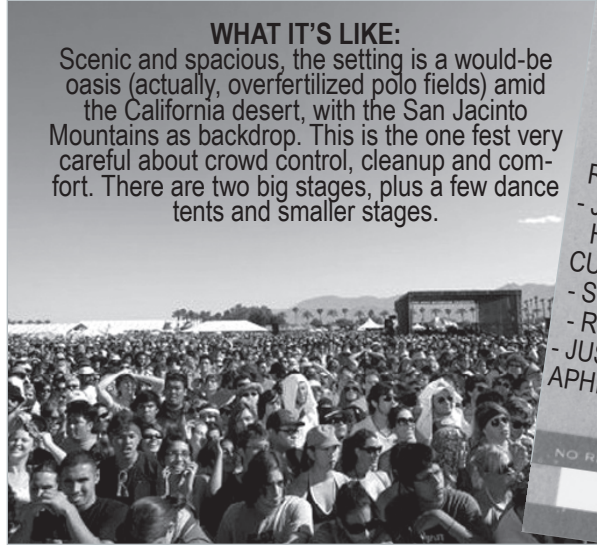 WHAT IT'S LIKE:
Scenic and spacious, the setting is a would-be
oasis (actually, overfertilized polo fields) amid
the California desert, with the San Jacinto
Mountains as backdrop. This is the one fest very
careful about crowd control, cleanup and com-
fort. There are two big stages, plus a few dance
tents and smaller stages.
NO